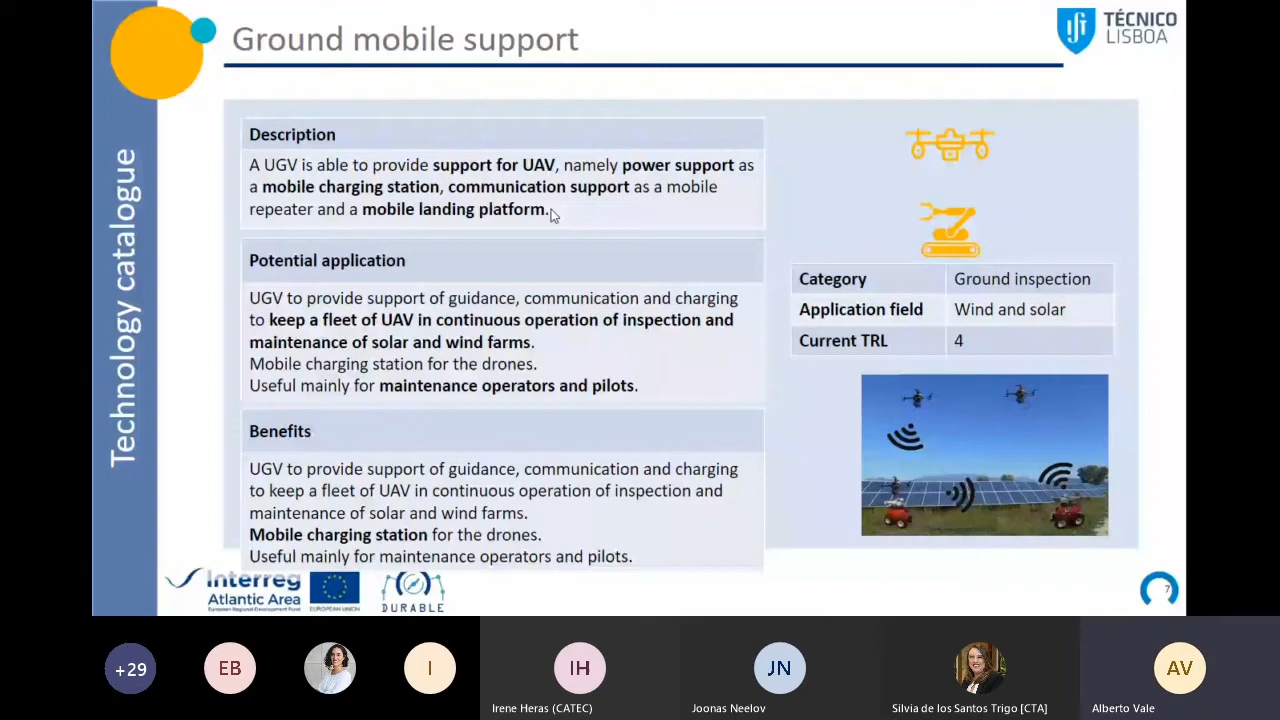 Ground mobile support
TÉCNICO
LISBOA
Technology catalogue
Description
A UGV is able to provide support for UAV, namely power support as
a mobile charging station, communication support as a mobile
repeater and a mobile landing platform.
Potential application
UGV to provide support of guidance, communication and charging
to keep a fleet of UAV in continuous operation of inspection and
maintenance of solar and wind farms.
Mobile charging station for the drones.
Useful mainly for maintenance operators and pilots.
Benefits
UGV to provide support of guidance, communication and charging
to keep a fleet of UAV in continuous operation of inspection and
maintenance of solar and wind farms.
Mobile charging station for the drones.
Useful mainly for maintenance operators and pilots.
Category Ground inspection
Application field Wind and solar
Current TRL 4
Interreg
Atlantic Area
European Regional Development Fund
EUROPEAN UNION
DURABLE
7
+29
EB
I
IH
JN
AV
Irene Heras (CATEC)
Joonas Neelov
Silvia de los Santos Trigo [CTA]
Alberto Vale